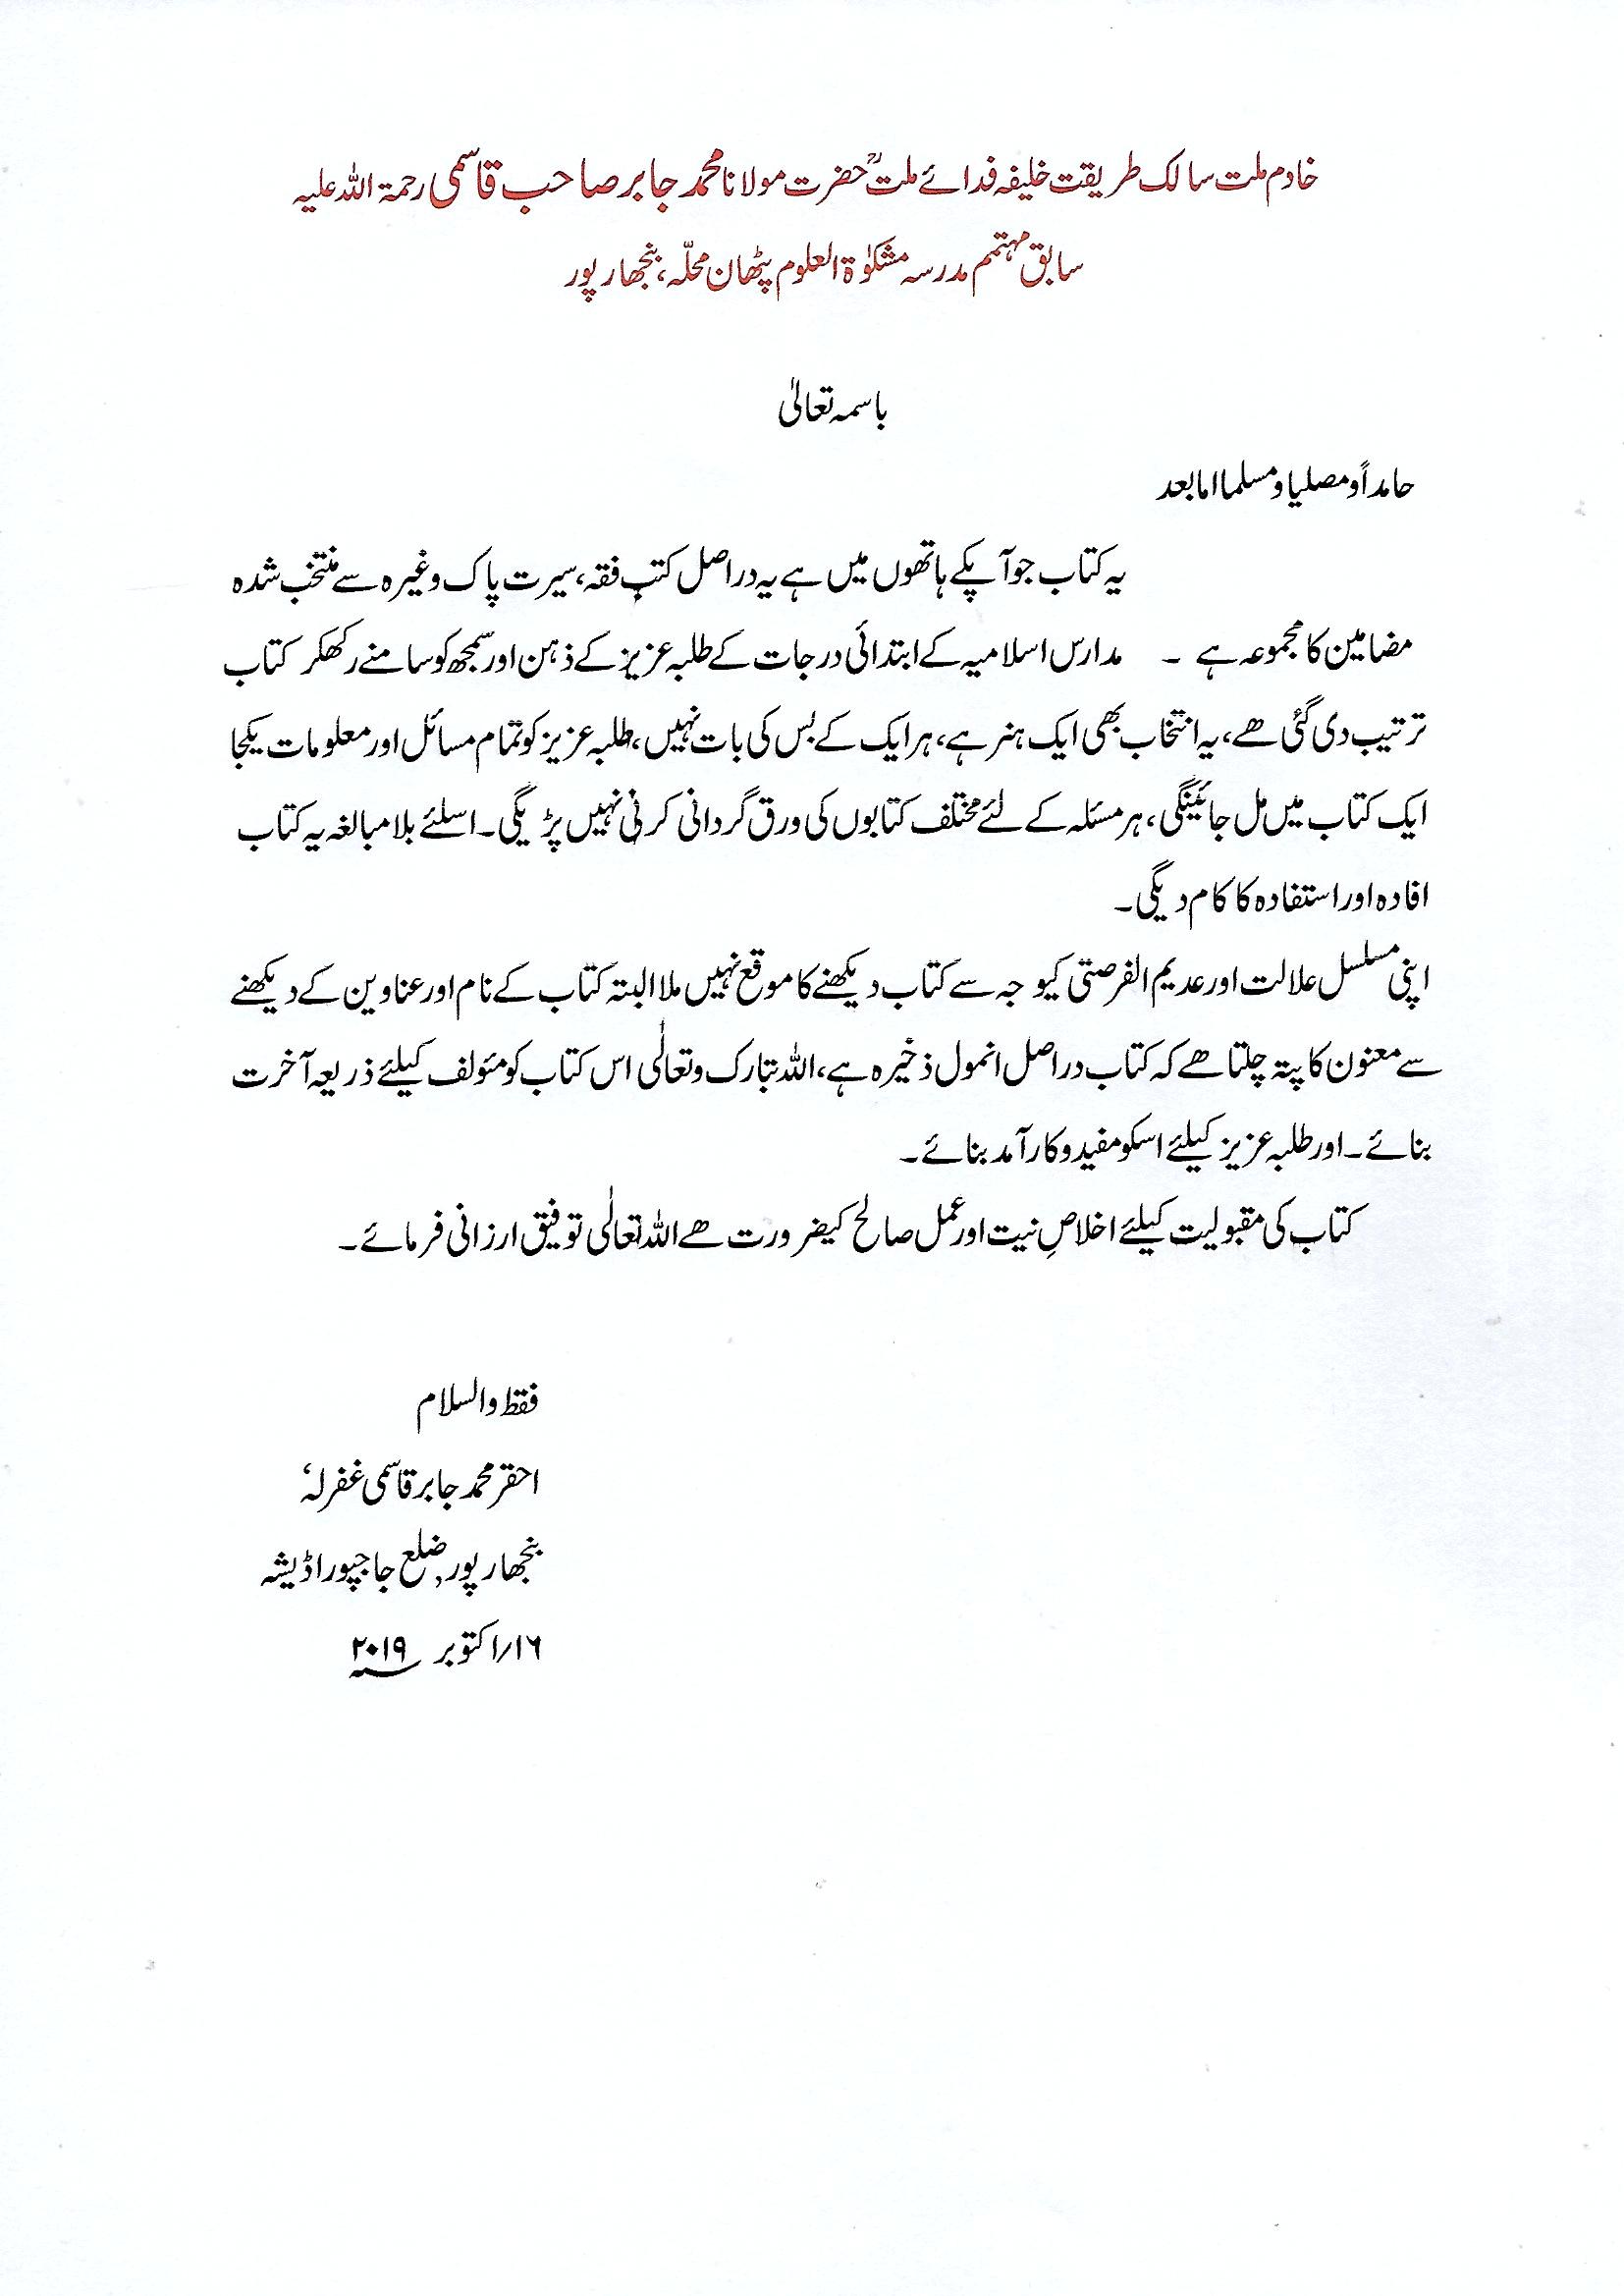 خادم ملت سالک طریقت خلیفہ فدائے ملتؒ حضرت مولانا محمد جابر صاحب قاسمی رحمۃ اللہ علیہ
سابق مہتمم مدرسہ مشکوٰۃ العلوم پٹھان محلّہ، بنجھارپور
باسمہ تعالیٰ
حامداً و مصلیا و مسلما اما بعد
یہ کتاب جو آپکے ہاتھوں میں ہے یہ دراصل کتبِ فقہ، سیرت پاک وغیرہ سے منتخب شدہ
مضامین کا مجموعہ ہے ۔ مدارس اسلامیہ کے ابتدائی درجات کے طلبہ عزیز کے ذہن اور سمجھ کو سامنے رکھکر کتاب
ترتیب دی گئی ھے، یہ انتخاب بھی ایک ہنر ہے، ہر ایک کے بس کی بات نہیں، طلبہ عزیز کو تمام مسائل اور معلومات یکجا
ایک کتاب میں مل جائینگی، ہر مسئلہ کے لئے مختلف کتابوں کی ورق گردانی کرنی نہیں پڑیگی۔ اسلئے بلا مبالغہ یہ کتاب
افادہ اور استفادہ کا کام دیگی۔
اپنی مسلسل علالت اور عدیم الفرصتی کیوجہ سے کتاب دیکھنے کا موقع نہیں ملا البتہ کتاب کے نام اور عناوین کے دیکھنے
سے معنون کا پتہ چلتا ھے کہ کتاب دراصل انمول ذخیرہ ہے، اللہ تبارک وتعالٰی اس کتاب کو مؤلف کیلئے ذریعہ آخرت
بنائے۔ اور طلبہ عزیز کیلئے اسکو مفید و کار آمد بنائے۔
کتاب کی مقبولیت کیلئے اخلاصِ نیت اور عمل صالح کیضرورت ھے اللہ تعالٰی توفیق ارزانی فرمائے۔
فقط والسلام
احقر محمد جابر قاسمی غفرلہٗ
بنجھارپور, ضلع جاجپور اڈیشہ
۱۶/اکتوبر ۲۰۱۹؁